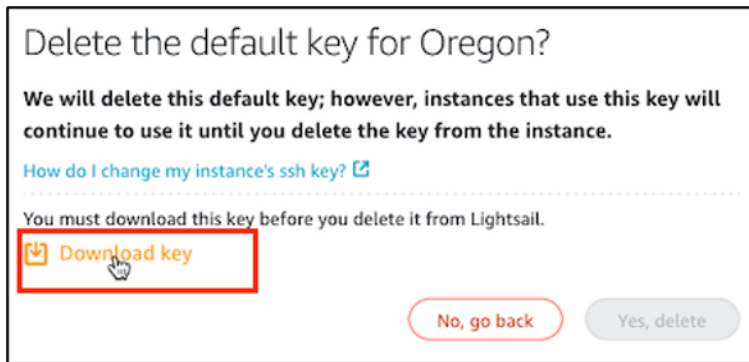 Delete the default key for Oregon?
We will delete this default key; however, instances that use this key will
continue to use it until you delete the key from the instance.
How do I change my instance's ssh key?
You must download this key before you delete it from Lightsail.
Download key
No, go back
Yes, delete